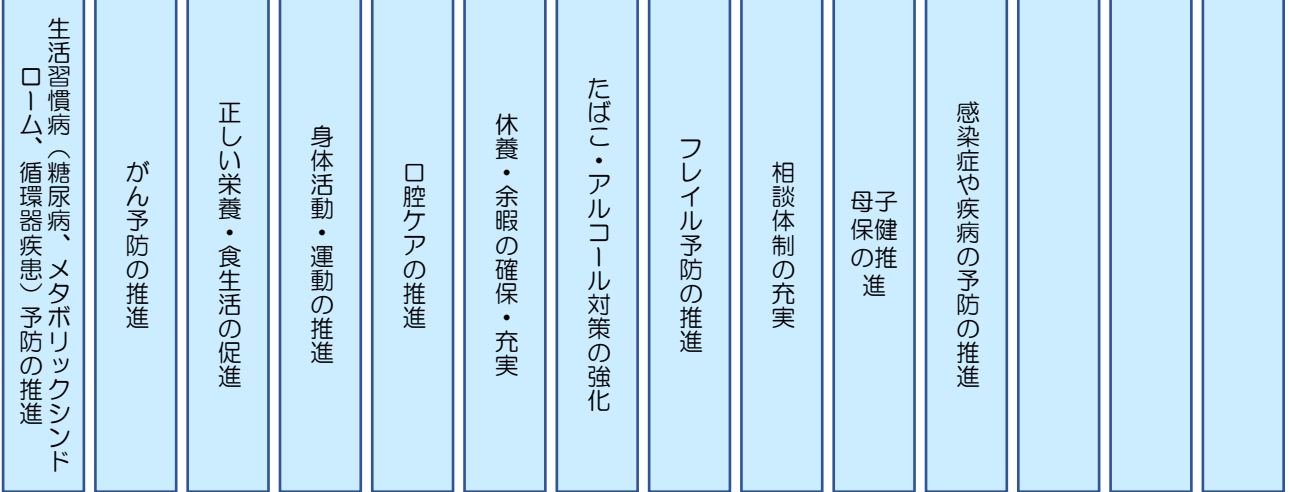 生活習慣病（糖尿病、メタボリックシンド
ローム、循環器疾患）予防の推進
がん予防の推進
正しい栄養・食生活の促進
身体活動・運動の推進
口腔ケアの推進
休養・余暇の確保・充実
たばこ・アルコール対策の強化
フレイル予防の推進
相談体制の充実
母子
保健
の推
進
感染症や疾病の予防の推進